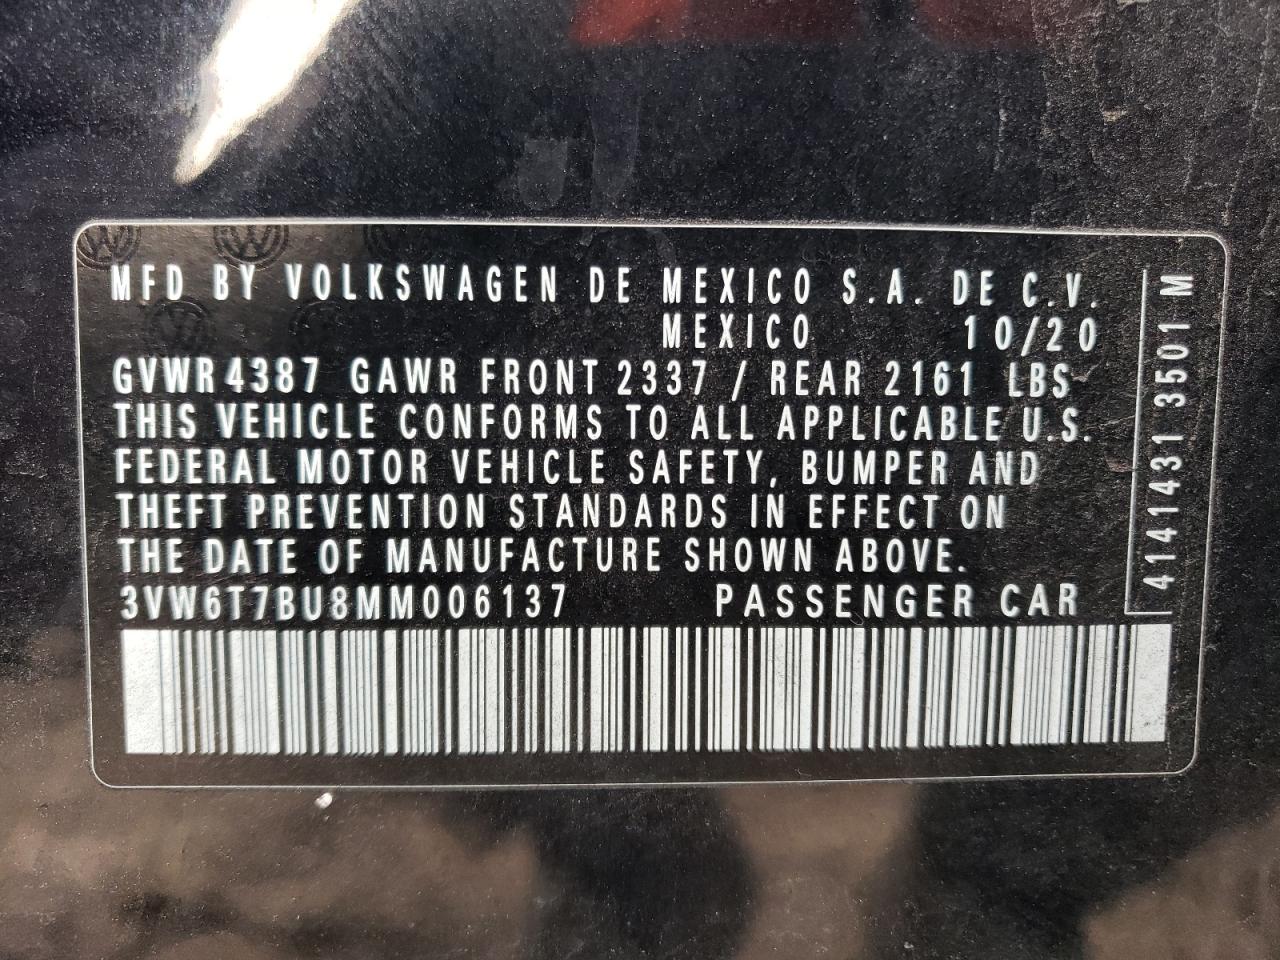 MFD BY VOLKSWAGEN DE MEXICO S.A. DE C.V.
MEXICO 10/20
GVWR 4387 GAWR FRONT 2337 / REAR 2161 LBS
THIS VEHICLE CONFORMS TO ALL APPLICABLE U.S.
FEDERAL MOTOR VEHICLE SAFETY, BUMPER AND
THEFT PREVENTION STANDARDS IN EFFECT ON
THE DATE OF MANUFACTURE SHOWN ABOVE.
3VW6T7BU8MM006137 PASSENGER CAR
4141431 3501 M